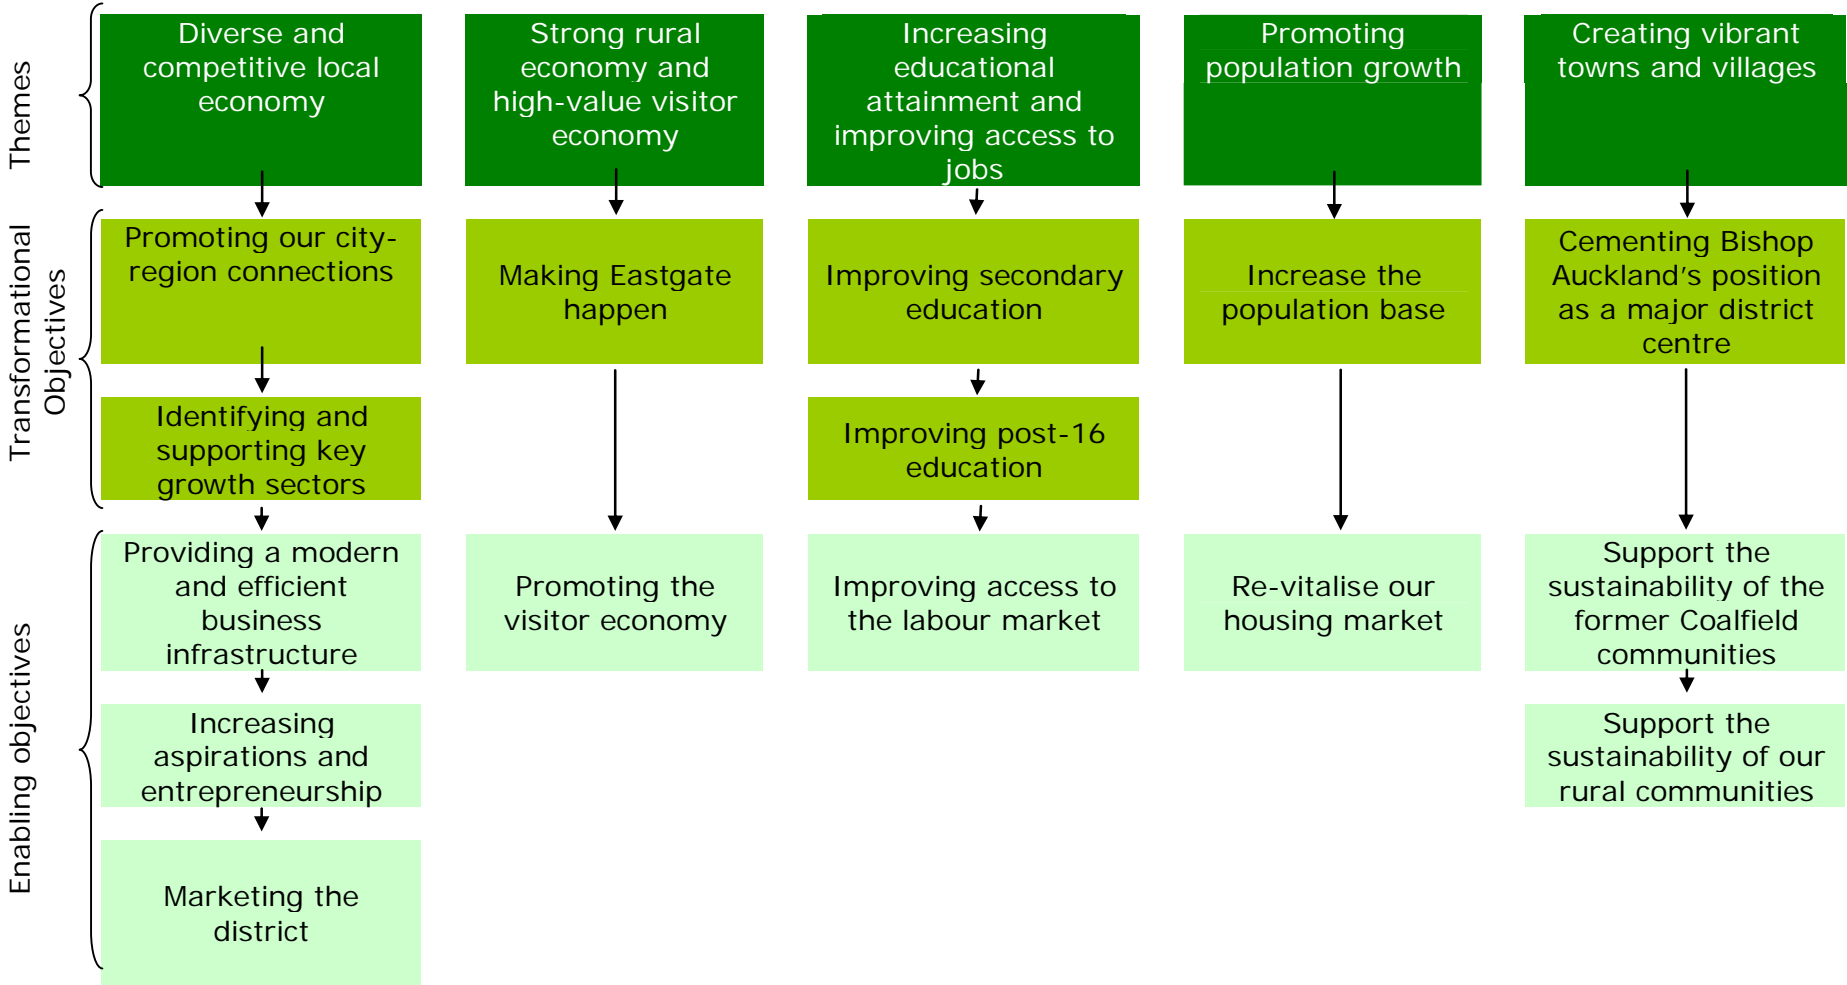 Themes
Diverse and
competitive local
economy
Strong rural
economy and
high-value visitor
economy
Increasing
educational
attainment and
improving access to
jobs
Promoting
population growth
Creating vibrant
towns and villages
Transformational
Objectives
Promoting our city-
region connections
Making Eastgate
happen
Improving secondary
education
Increase the
population base
Cementing Bishop
Auckland's position
as a major district
centre
Identifying and
supporting key
growth sectors
Improving post-16
education
Enabling objectives
Providing a modern
and efficient
business
infrastructure
Promoting the
visitor economy
Improving access to
the labour market
Re-vitalise our
housing market
Support the
sustainability of the
former Coalfield
communities
Increasing
aspirations and
entrepreneurship
Support the
sustainability of our
rural communities
Marketing the
district